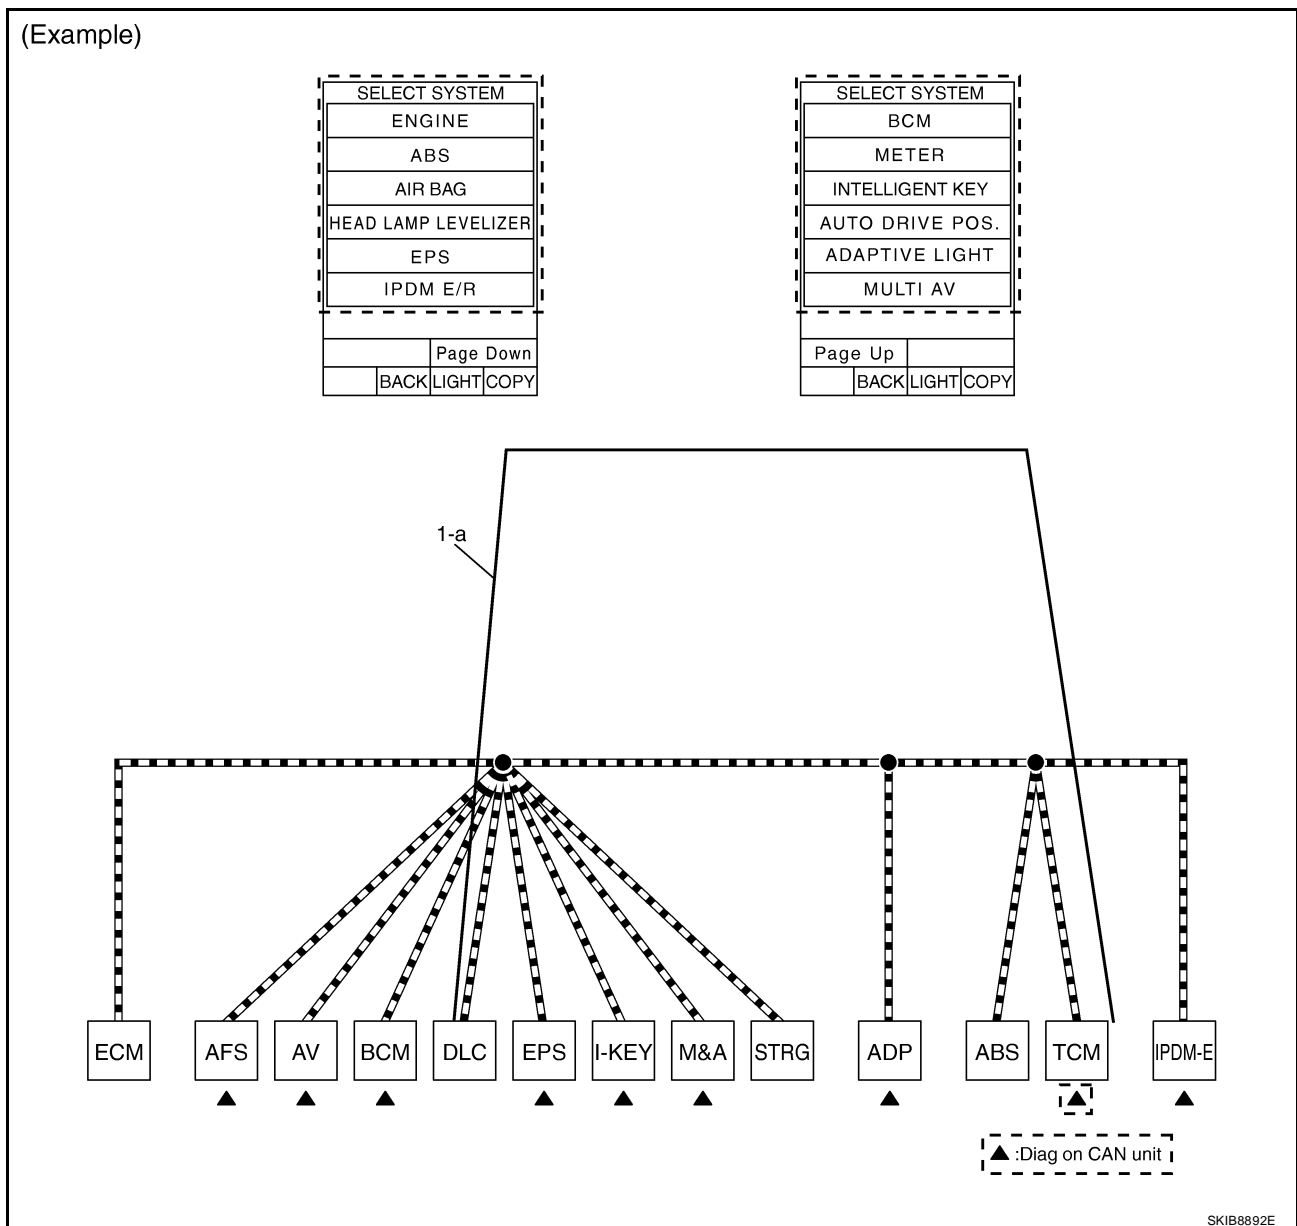 (Example)
SELECT SYSTEM
ENGINE
ABS
AIR BAG
HEAD LAMP LEVELIZER
EPS
IPDM E/R
Page Down
BACK LIGHT COPY
SELECT SYSTEM
BCM
METER
INTELLIGENT KEY
AUTO DRIVE POS.
ADAPTIVE LIGHT
MULTI AV
Page Up
BACK LIGHT COPY
1-a
ECM AFS AV BCM DLC EPS I-KEY M&A STRG ADP ABS TCM IPDM-E
▲ :Diag on CAN unit
SKIB8892E